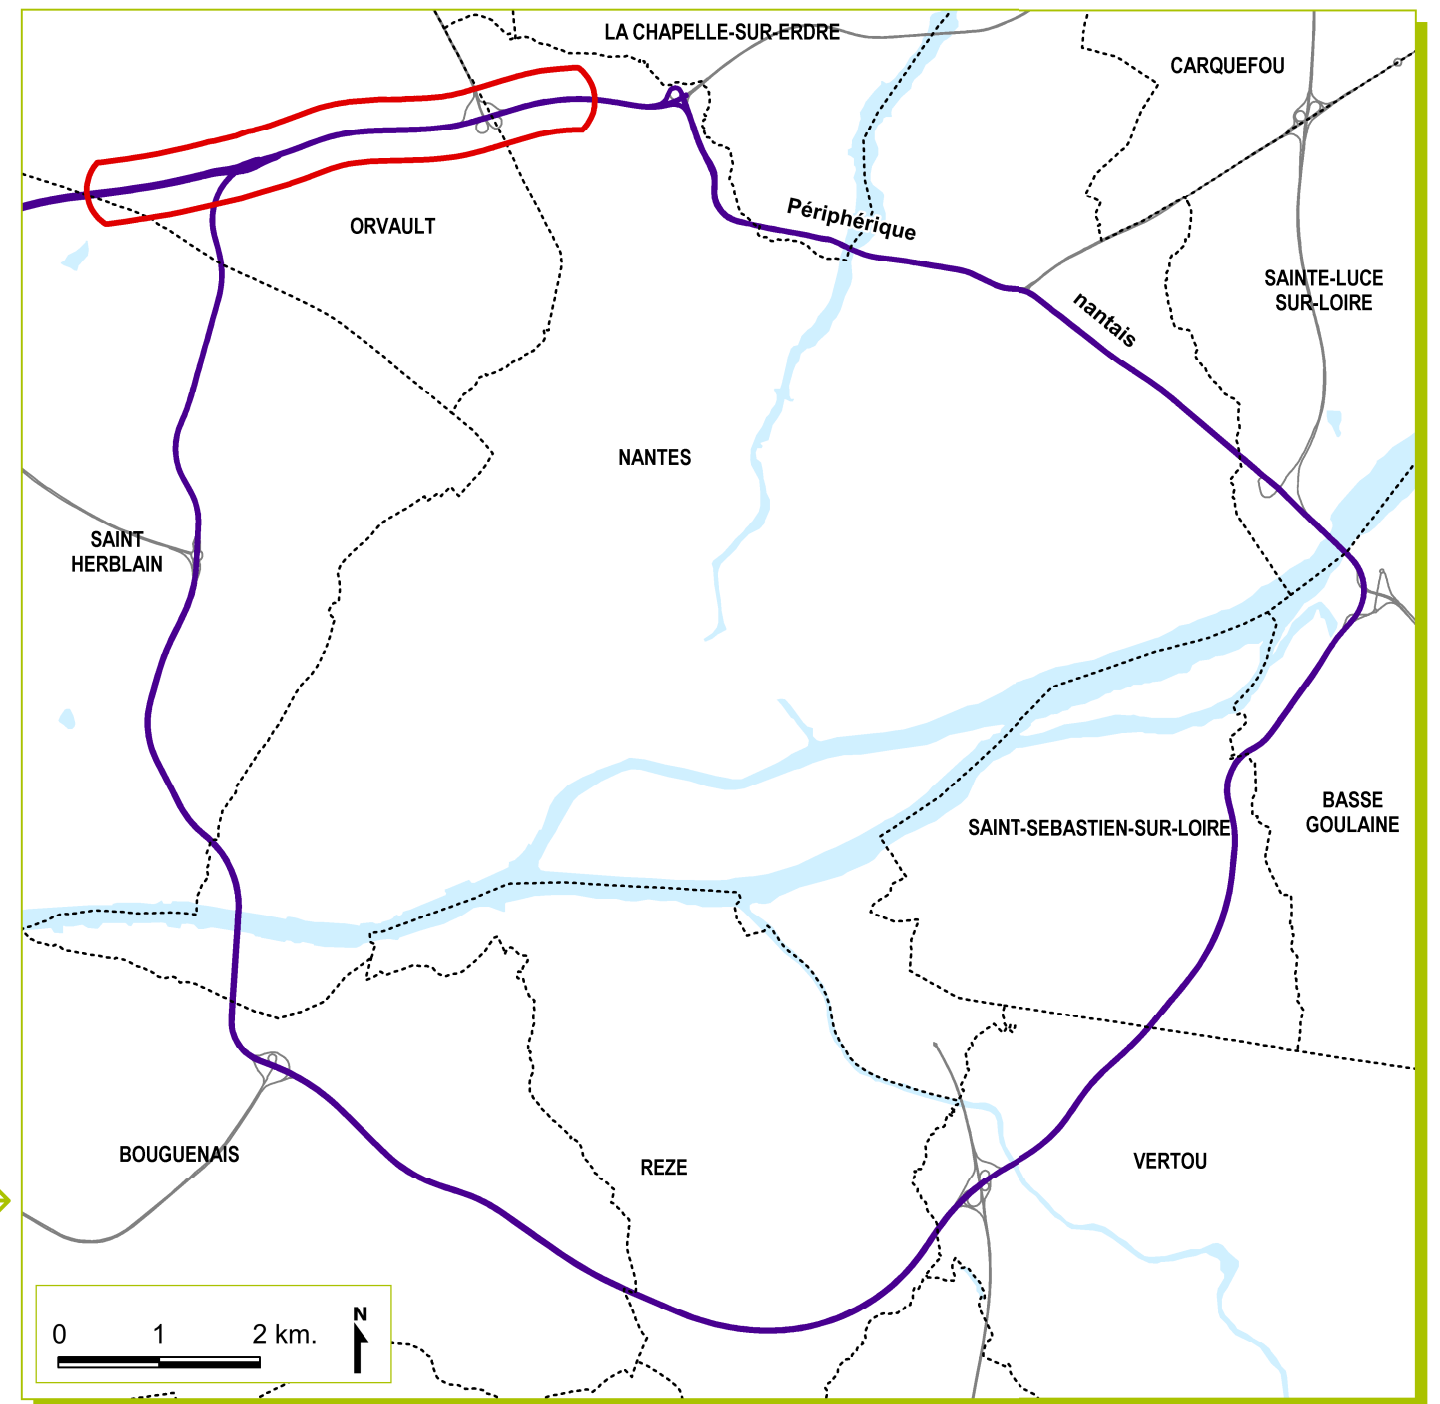 LA CHAPELLE-SUR-ERDRE
CARQUEFOU
ORVAULT
Périphérique
nantais
SAINTE-LUCE
SUR-LOIRE
NANTES
SAINT
HERBLAIN
SAINT-SEBASTIEN-SUR-LOIRE
BASSE
GOULAINE
BOUGUENAIS
REZE
VERTOU
N
0 1 2 km.